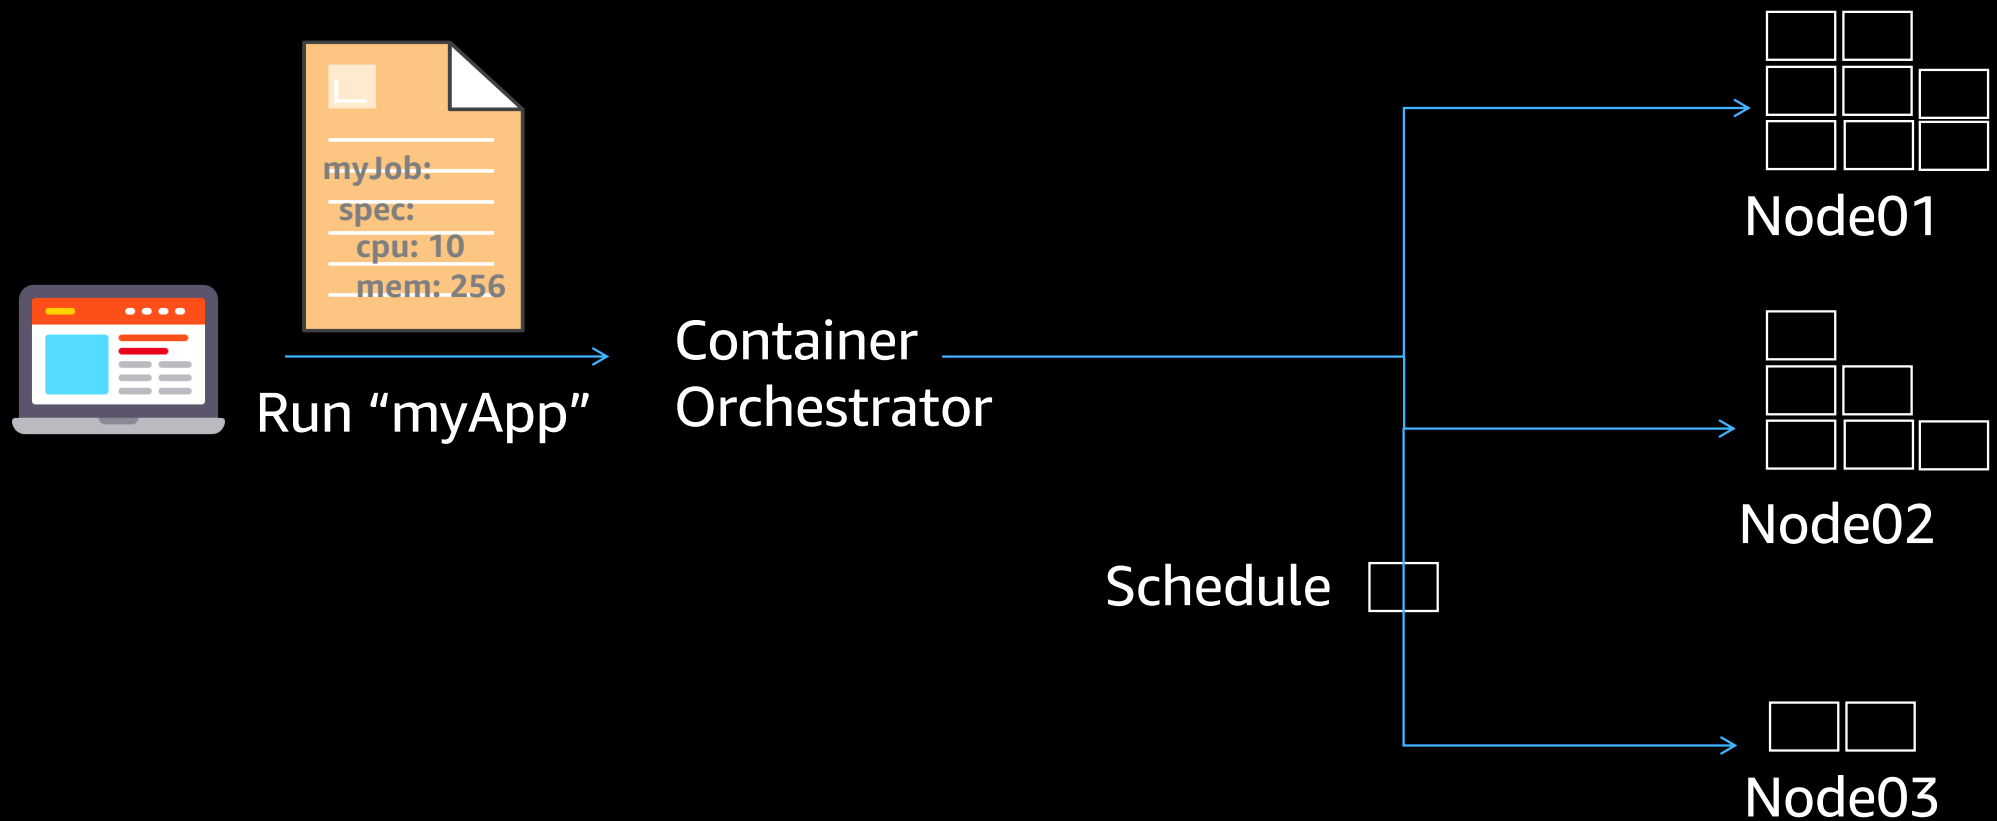 myJob:
spec:
cpu: 10
mem: 256
Run “myApp”
Container
Orchestrator
Schedule
Node01
Node02
Node03